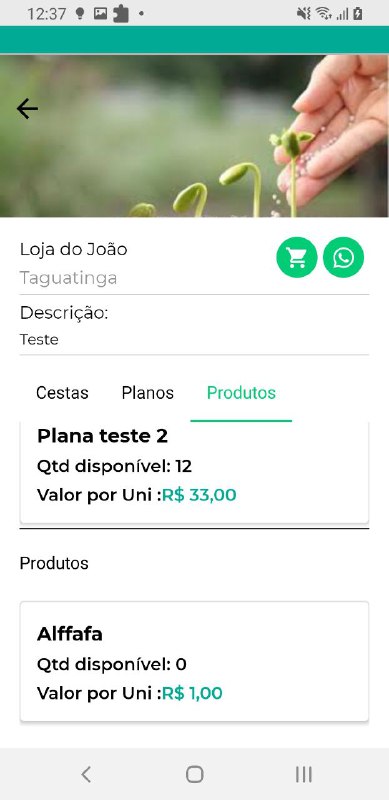 12:37
Loja do João
Taguatinga
Descrição:
Teste
Cestas Planos Produtos
Plana teste 2
Qtd disponível: 12
Valor por Uni :R$ 33,00
Produtos
Alffafa
Qtd disponível: 0
Valor por Uni :R$ 1,00